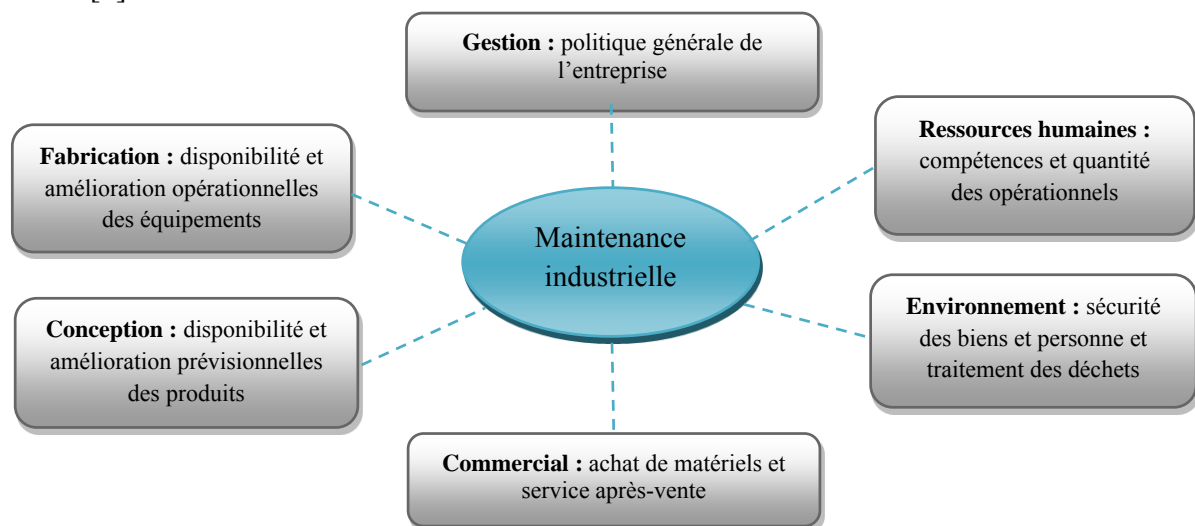 Gestion : politique générale de
l'entreprise
Ressources humaines :
compétences et quantité
des opérationnels
Fabrication : disponibilité et
amélioration opérationnelles
des équipements
Maintenance
industrielle
Environnement : sécurité
des biens et personne et
traitement des déchets
Conception : disponibilité et
amélioration prévisionnelles
des produits
Commercial : achat de matériels et
service après-vente